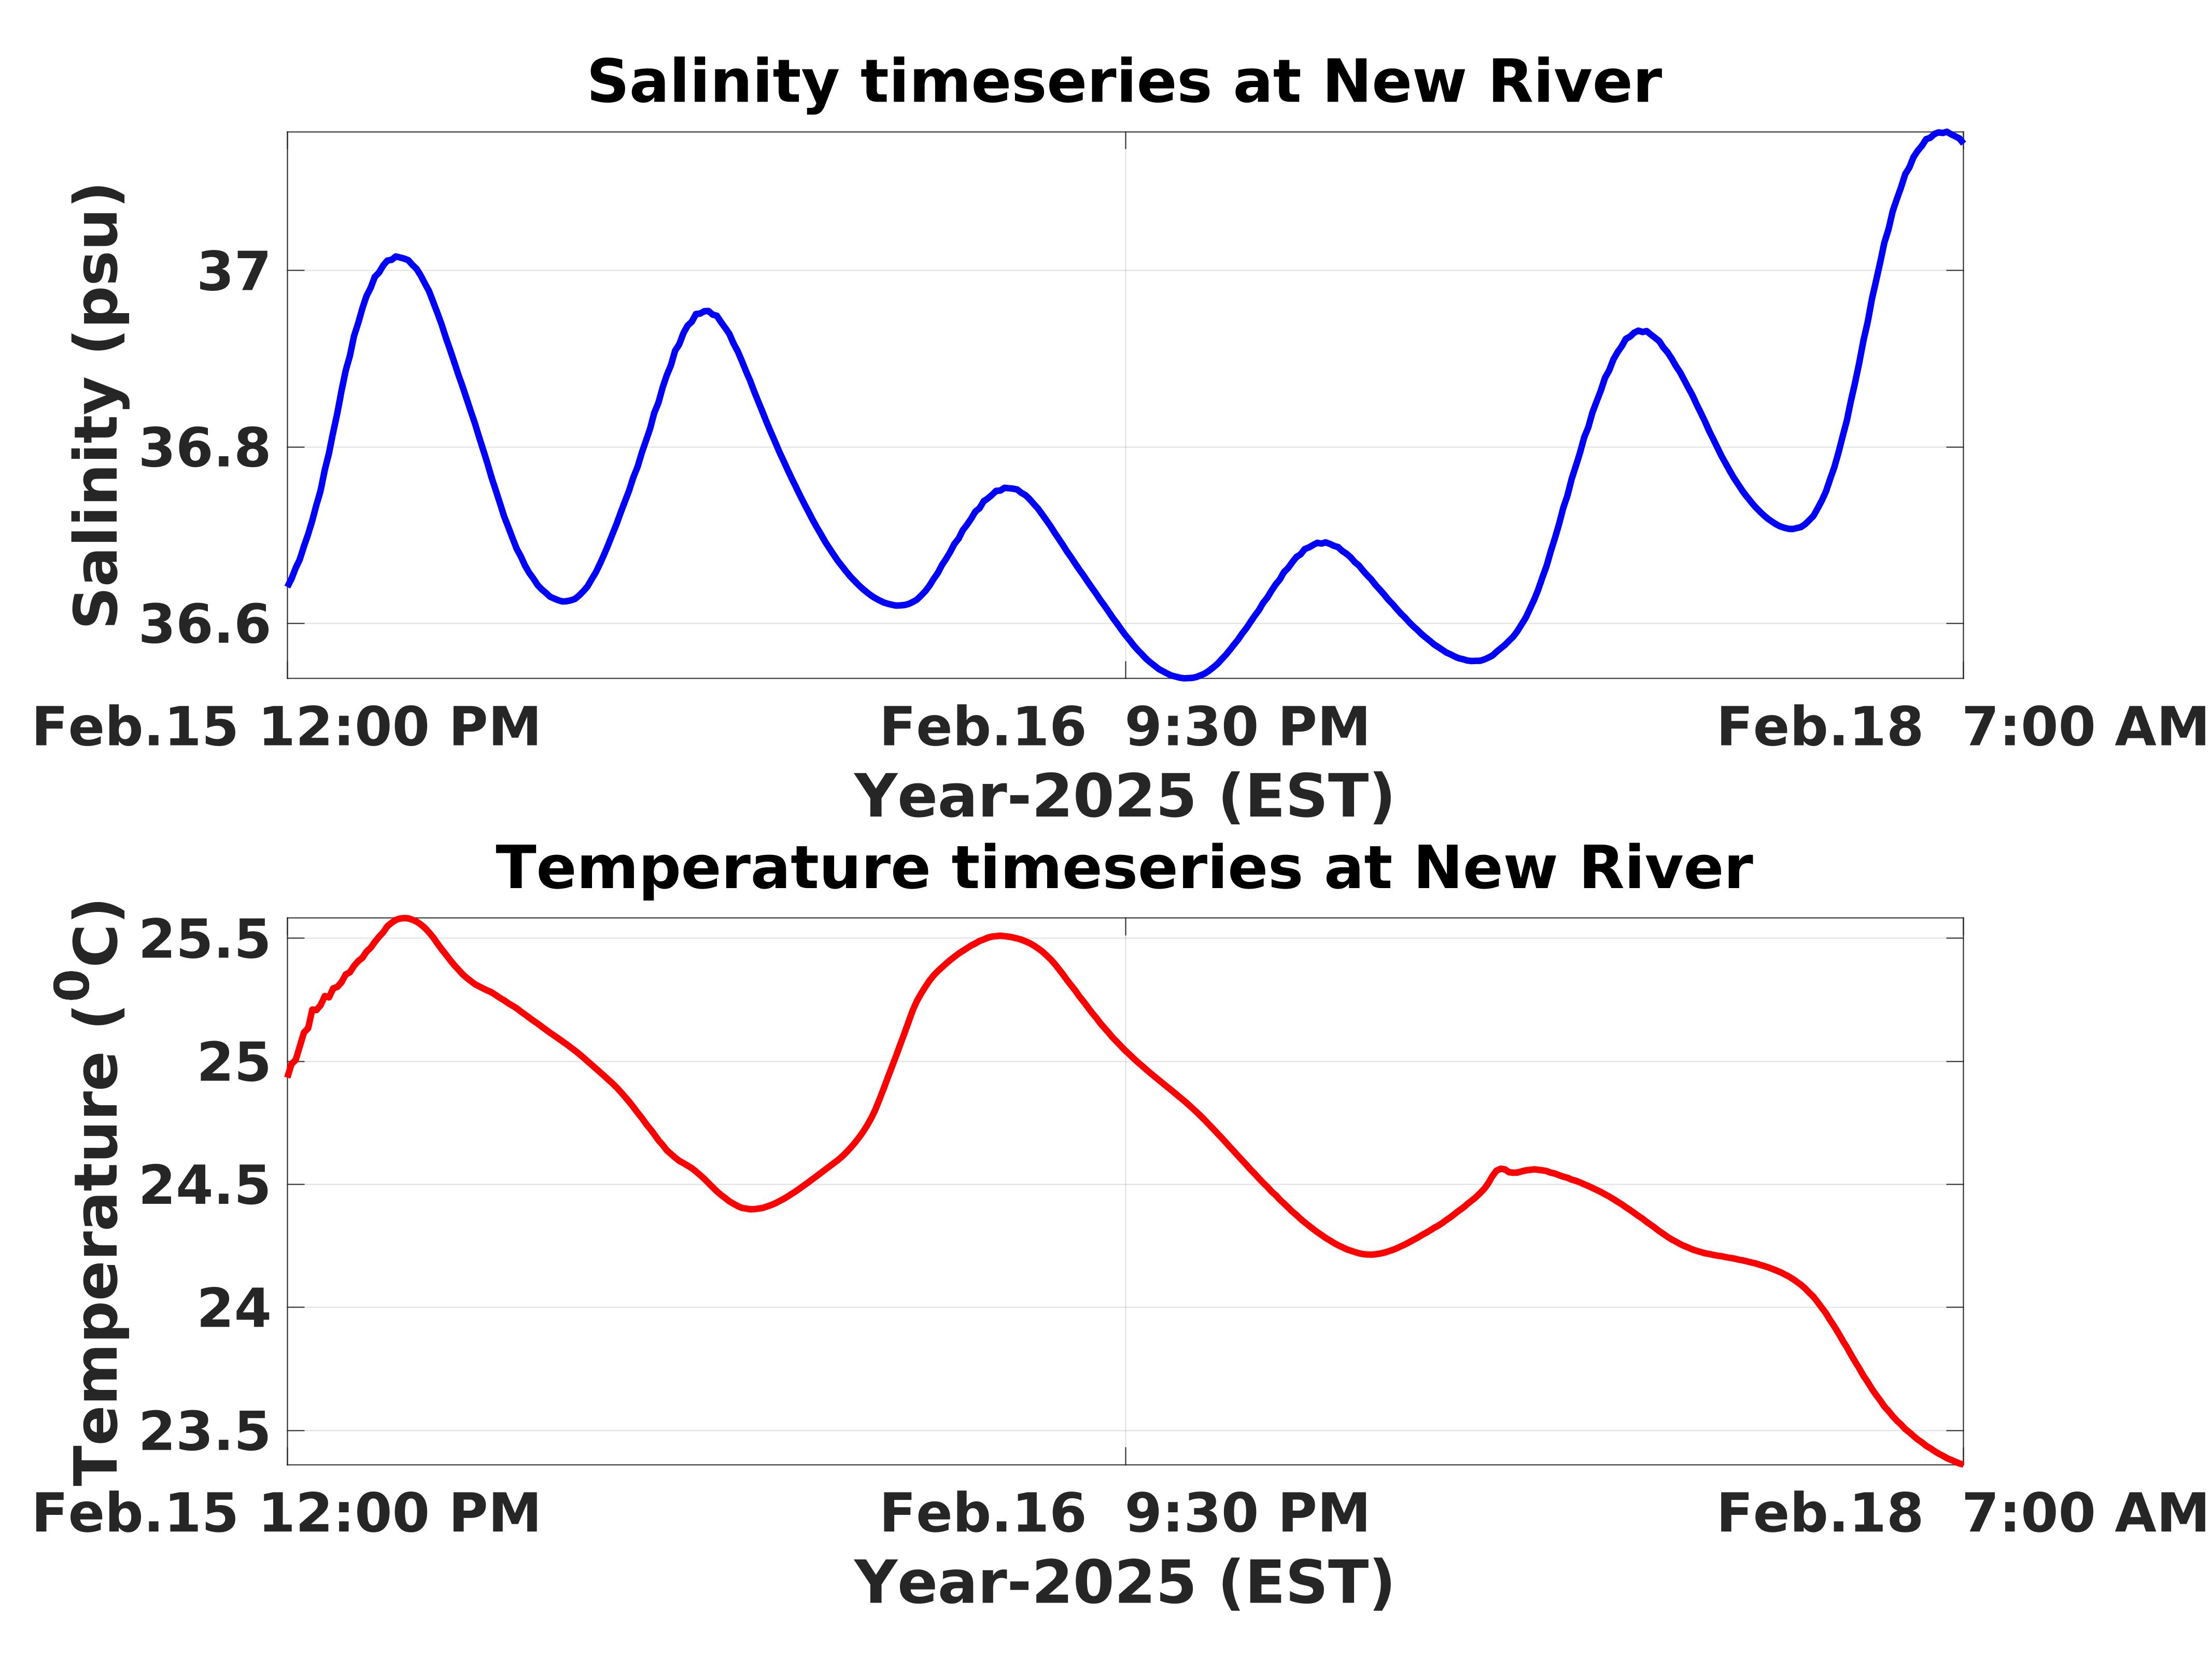 Salinity timeseries at New River
Salinity (psu)
37
36.8
36.6
Feb.15 12:00 PM Feb.16  9:30 PM Feb.18  7:00 AM
Year-2025 (EST)
Temperature timeseries at New River
Temperature (⁰C)
25.5
25
24.5
24
23.5
Feb.15 12:00 PM Feb.16  9:30 PM Feb.18  7:00 AM
Year-2025 (EST)